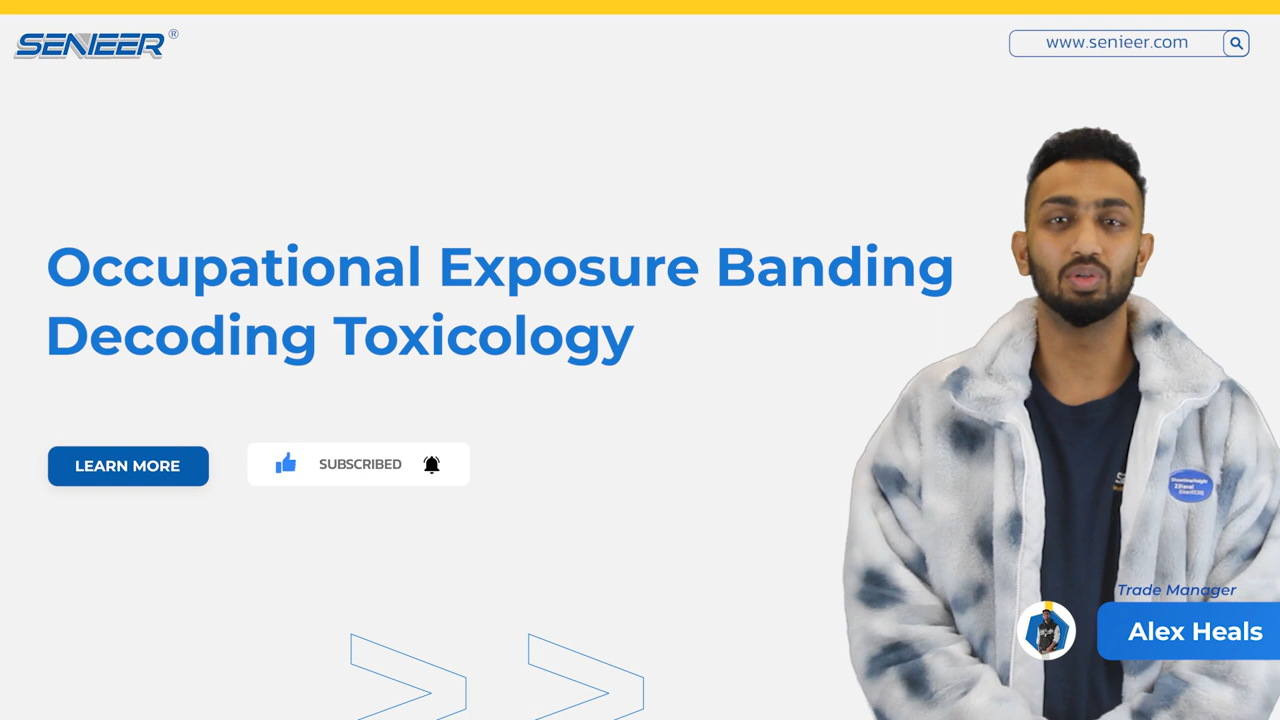 SENIEER®
www.senieer.com
Occupational Exposure Banding
Decoding Toxicology
LEARN MORE
SUBSCRIBED
Trade Manager
Alex Heals